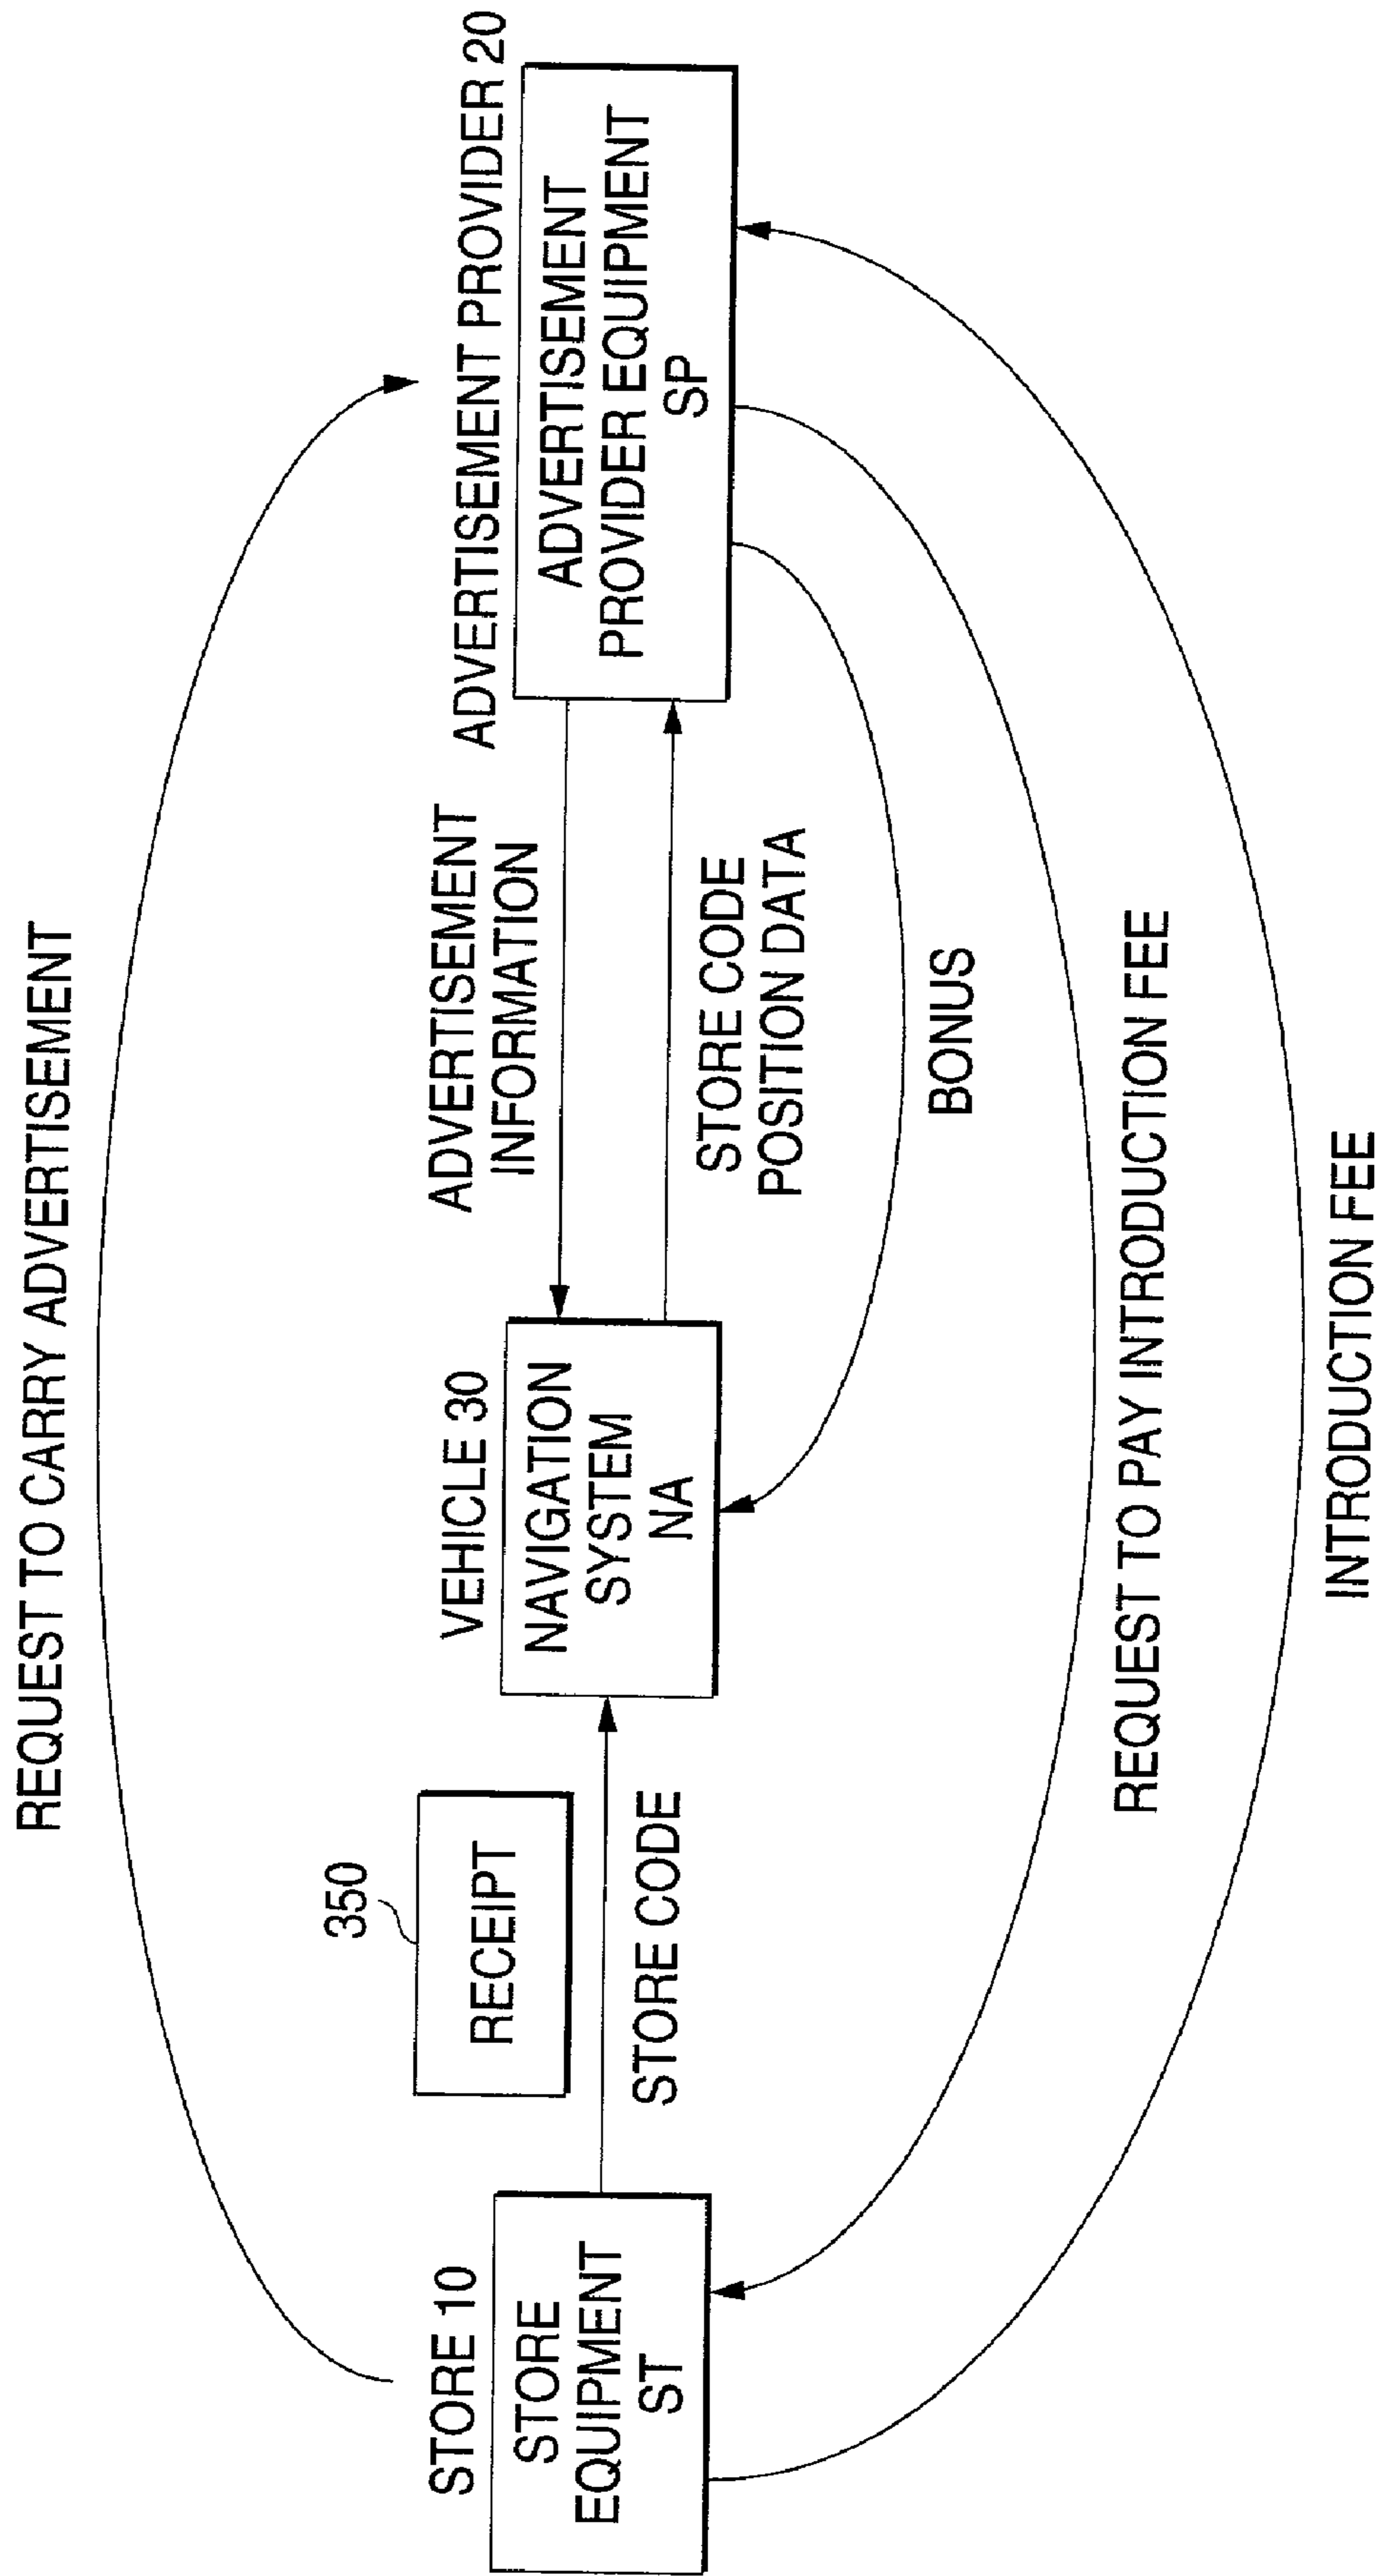 REQUEST TO CARRY ADVERTISEMENT
350
RECEIPT
STORE 10
STORE
EQUIPMENT
ST
STORE CODE
VEHICLE 30
NAVIGATION
SYSTEM
NA
ADVERTISEMENT
INFORMATION
STORE CODE
POSITION DATA
ADVERTISEMENT PROVIDER 20
ADVERTISEMENT
PROVIDER EQUIPMENT
SP
BONUS
REQUEST TO PAY INTRODUCTION FEE
INTRODUCTION FEE